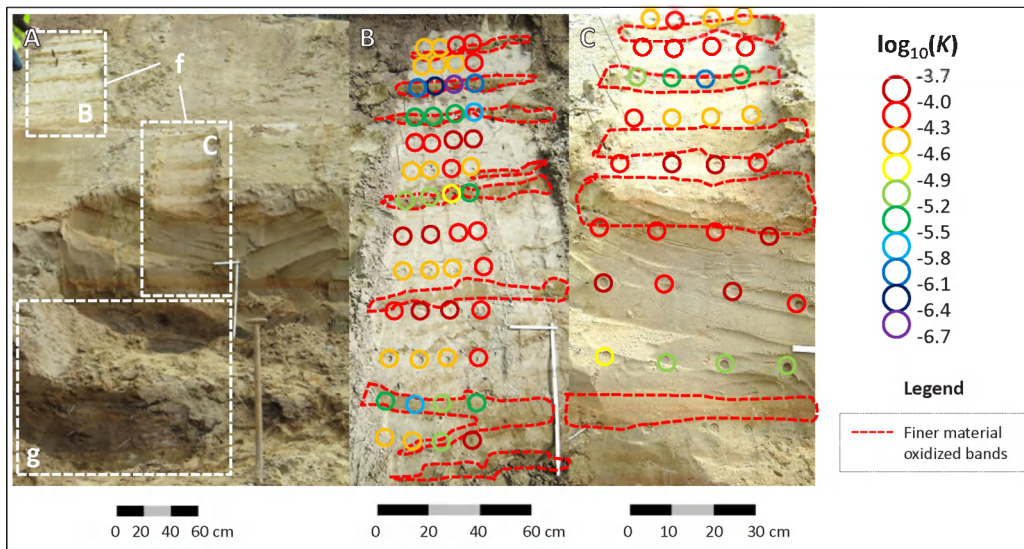 A
f
B
C
g
0 20 40 60 cm
B
0 20 40 60 cm
C
0 10 20 30 cm
log10(K)
-3.7
-4.0
-4.3
-4.6
-4.9
-5.2
-5.5
-5.8
-6.1
-6.4
-6.7
Legend
Finer material
oxidized bands